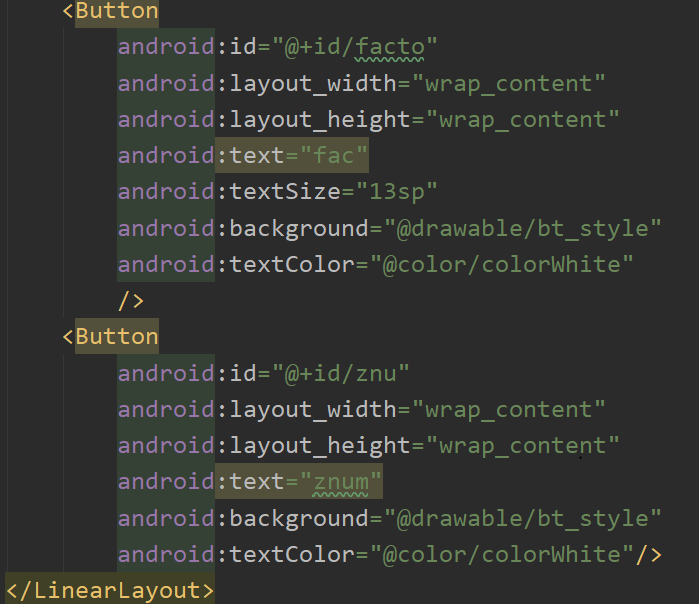 <Button
android:id="@+id/facto"
android:layout_width="wrap_content"
android:layout_height="wrap_content"
android:text="fac"
android:textSize="13sp"
android:background="@drawable/bt_style"
android:textColor="@color/colorWhite"
/>
<Button
android:id="@+id/znu"
android:layout_width="wrap_content"
android:layout_height="wrap_content"
android:text="znum"
android:background="@drawable/bt_style"
android:textColor="@color/colorWhite"/>
</LinearLayout>